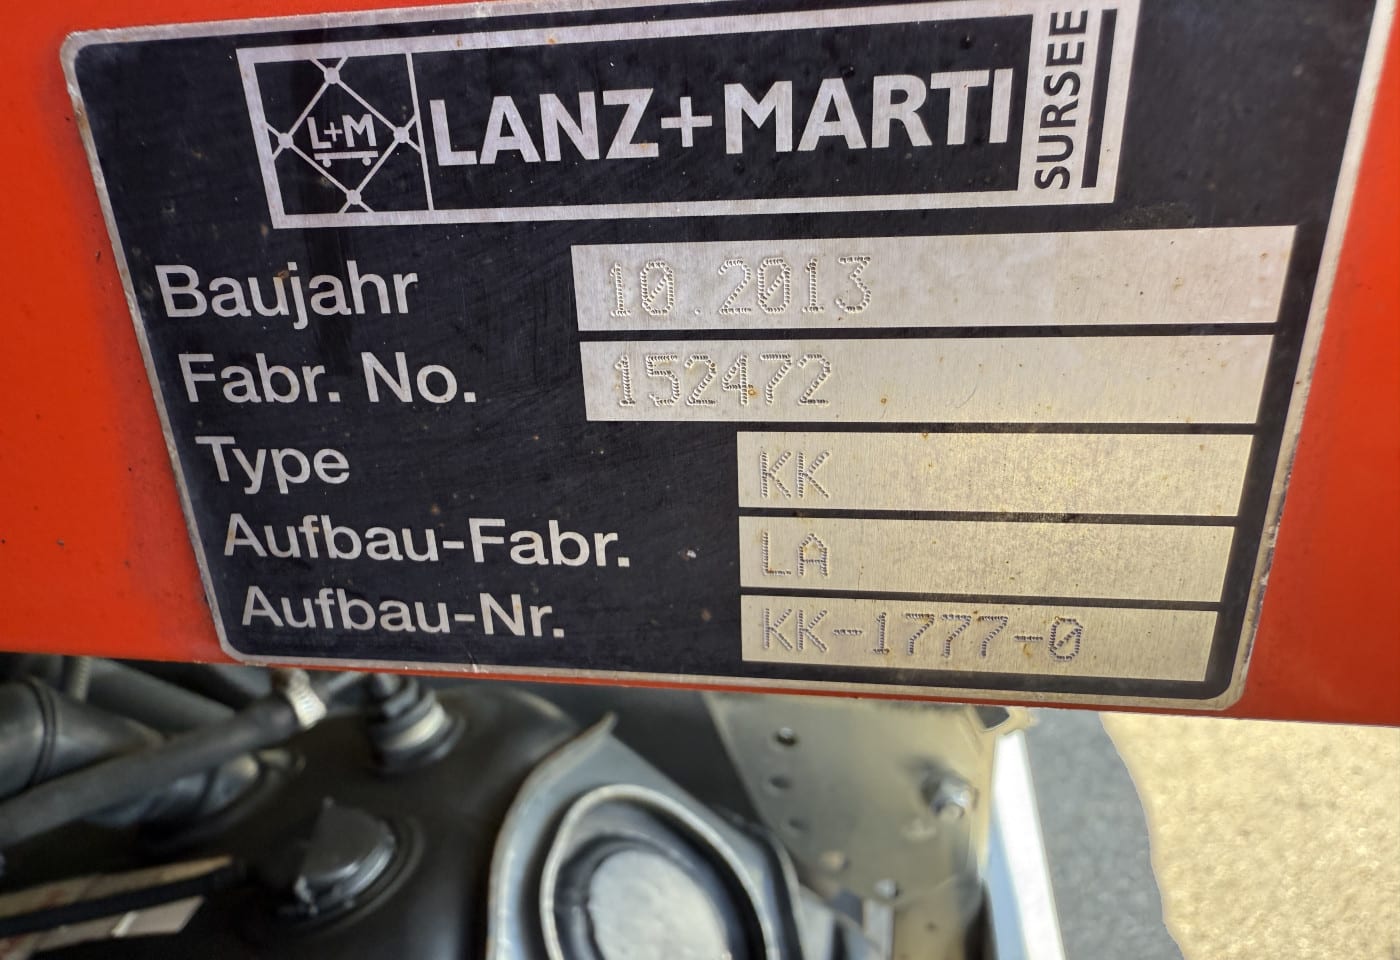 L+M
LANZ+MARTI
SURSEE
Baujahr 10.2013
Fabr. No. 152472
Type KK
Aufbau-Fabr. LA
Aufbau-Nr. KK-1777-0